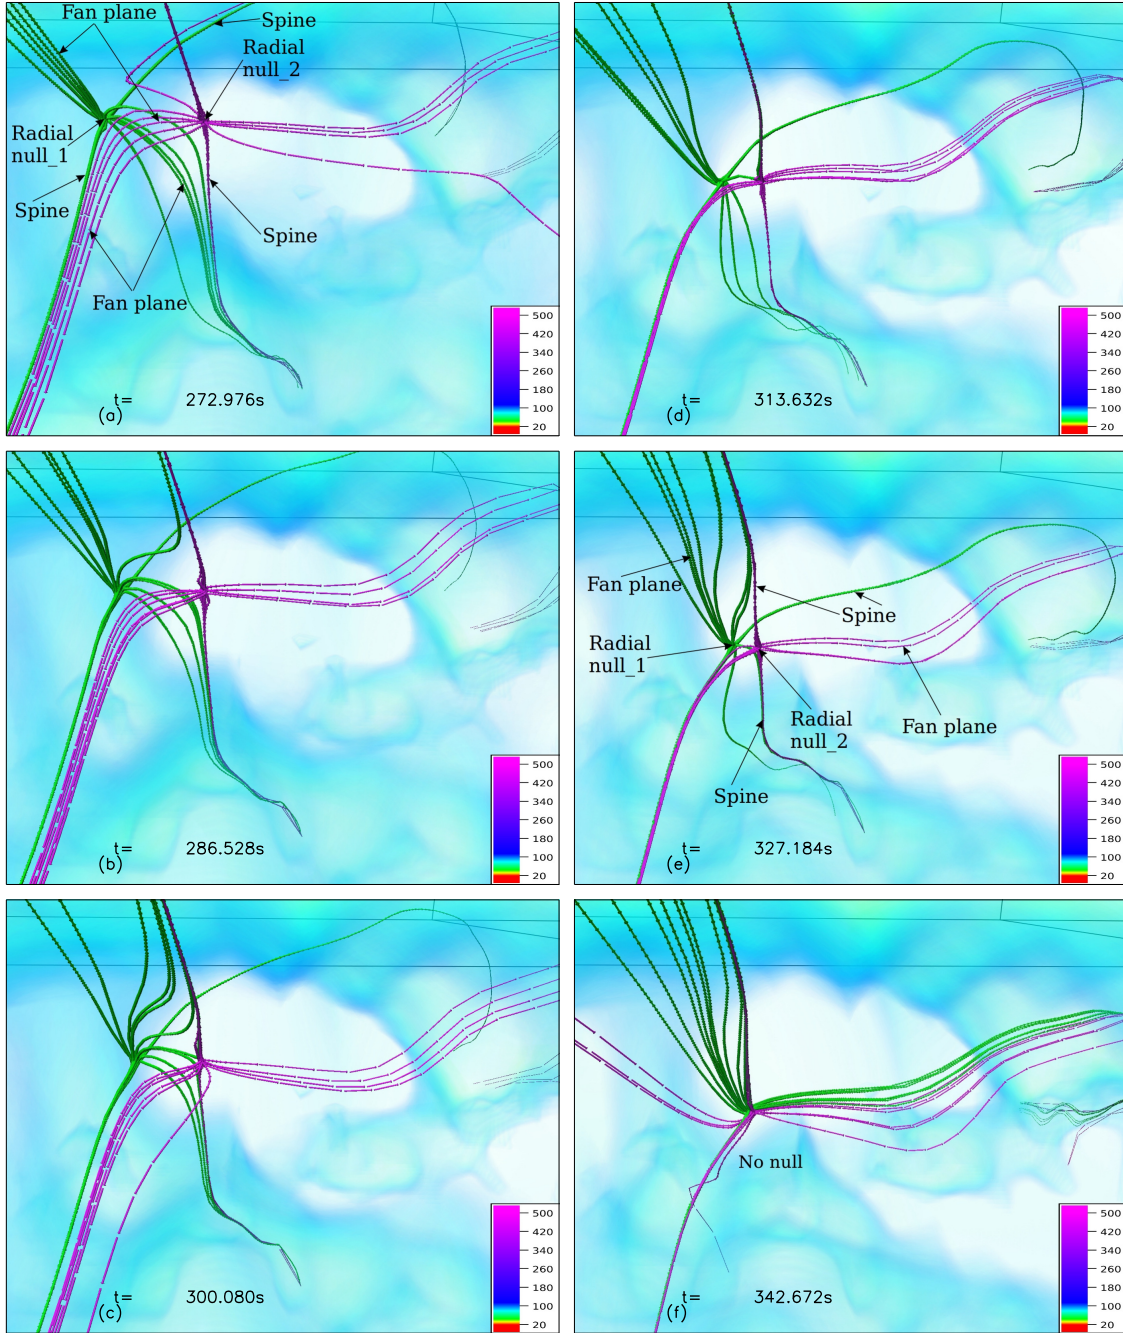 Fan plane
Spine
Radial
null_2
Radial
null_1
Spine
Spine
Fan plane
500
420
340
260
180
100
20
t= 272.976s
(a)
500
420
340
260
180
100
20
t= 313.632s
(d)
500
420
340
260
180
100
20
t= 286.528s
(b)
Fan plane
Spine
Radial
null_1
Radial
null_2
Fan plane
Spine
500
420
340
260
180
100
20
t= 327.184s
(e)
500
420
340
260
180
100
20
t= 300.080s
(c)
No null
500
420
340
260
180
100
20
t= 342.672s
(f)